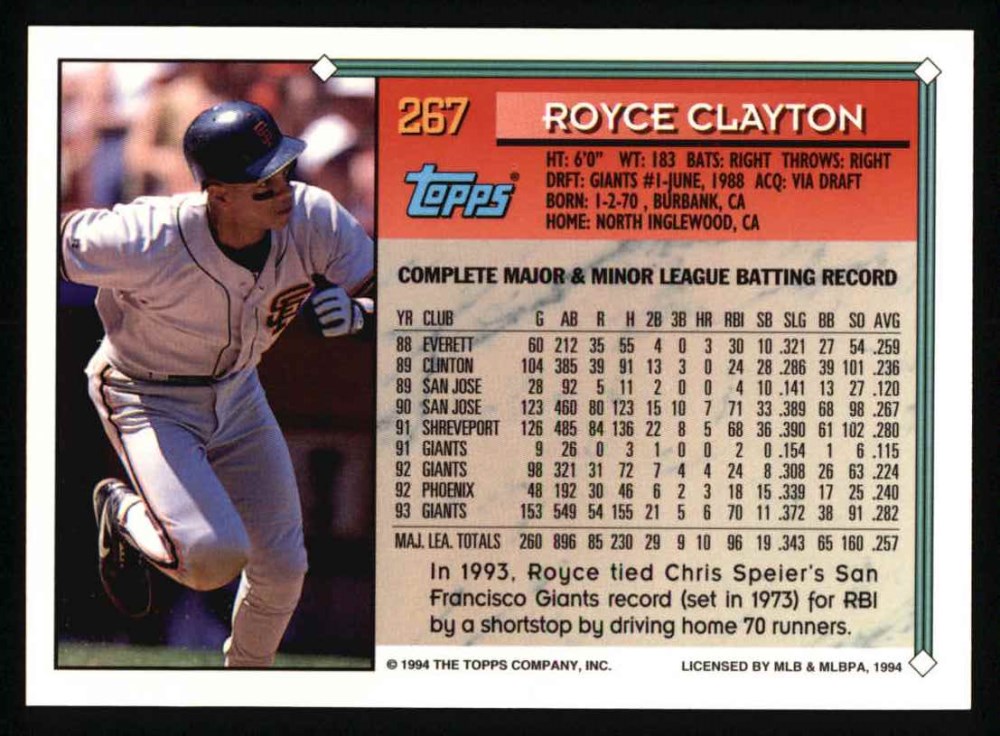 267
ROYCE CLAYTON
topps®
HT: 6'0" WT: 183 BATS: RIGHT THROWS: RIGHT
DRFT: GIANTS #1-JUNE, 1988 ACQ: VIA DRAFT
BORN: 1-2-70 , BURBANK, CA
HOME: NORTH INGLEWOOD, CA
COMPLETE MAJOR & MINOR LEAGUE BATTING RECORD
YR CLUB G AB R H 2B 3B HR RBI SB SLG BB SO AVG
88 EVERETT 60 212 35 55 4 0 3 30 10 .321 27 54 .259
89 CLINTON 104 385 39 91 13 3 0 24 28 .286 39 101 .236
89 SAN JOSE 28 92 5 11 2 0 0 4 10 .141 13 27 .120
90 SAN JOSE 123 460 80 123 15 10 7 71 33 .389 68 98 .267
91 SHREVEPORT 126 485 84 136 22 8 5 68 36 .390 61 102 .280
91 GIANTS 9 26 0 3 1 0 0 2 0 .154 1 6 .115
92 GIANTS 98 321 31 72 7 4 4 24 8 .308 26 63 .224
92 PHOENIX 48 192 30 46 6 2 3 18 15 .339 17 25 .240
93 GIANTS 153 549 54 155 21 5 6 70 11 .372 38 91 .282
MAJ. LEA. TOTALS 260 896 85 230 29 9 10 96 19 .343 65 160 .257
In 1993, Royce tied Chris Speier's San
Francisco Giants record (set in 1973) for RBI
by a shortstop by driving home 70 runners.
© 1994 THE TOPPS COMPANY, INC.
LICENSED BY MLB & MLBPA, 1994
SF
SF